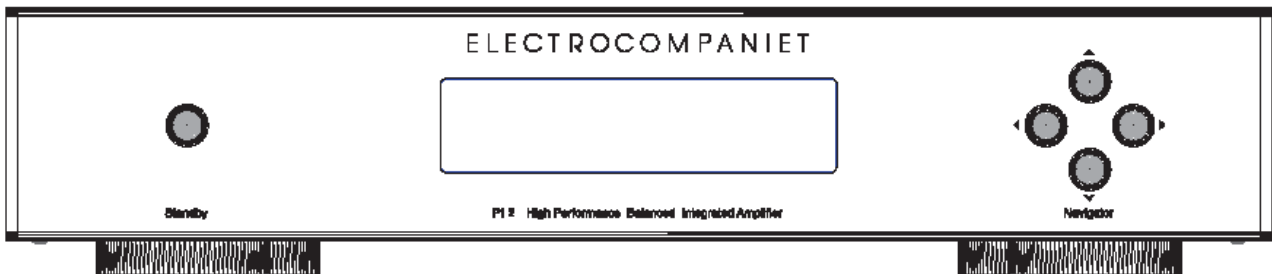 ELECTROCOMPANIET
Standby
PI 2 High Performance Balanced Integrated Amplifier
Navigator